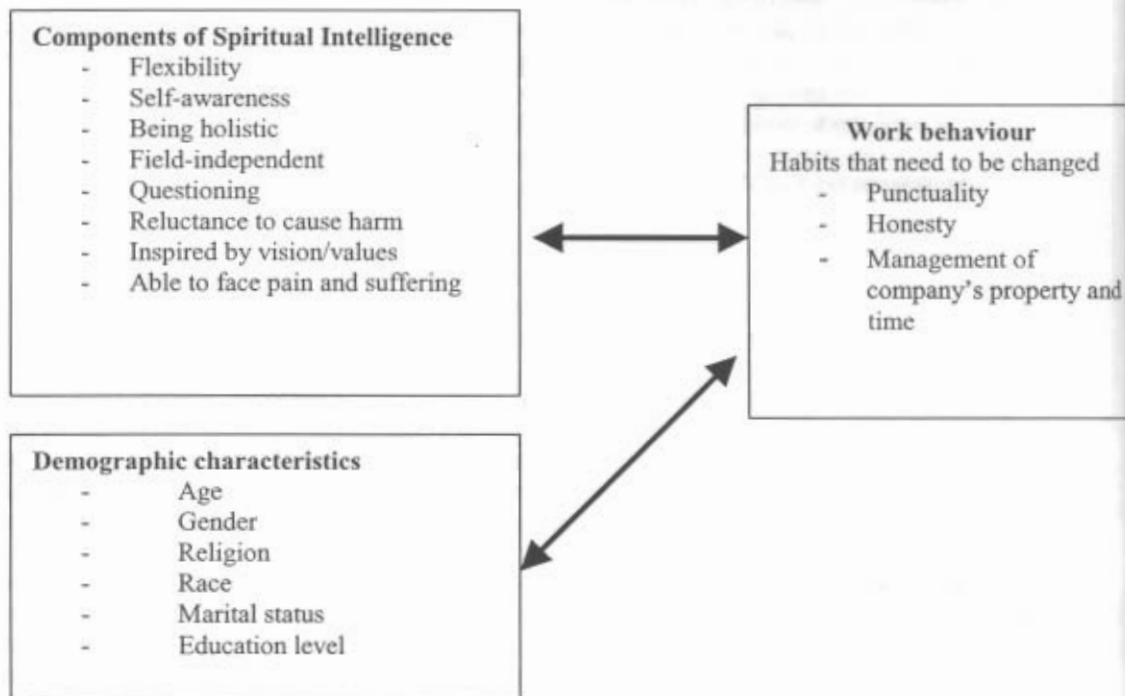 Components of Spiritual Intelligence
- Flexibility
- Self-awareness
- Being holistic
- Field-independent
- Questioning
- Reluctance to cause harm
- Inspired by vision/values
- Able to face pain and suffering
Work behaviour
Habits that need to be changed
- Punctuality
- Honesty
- Management of
company's property and
time
Demographic characteristics
- Age
- Gender
- Religion
- Race
- Marital status
- Education level